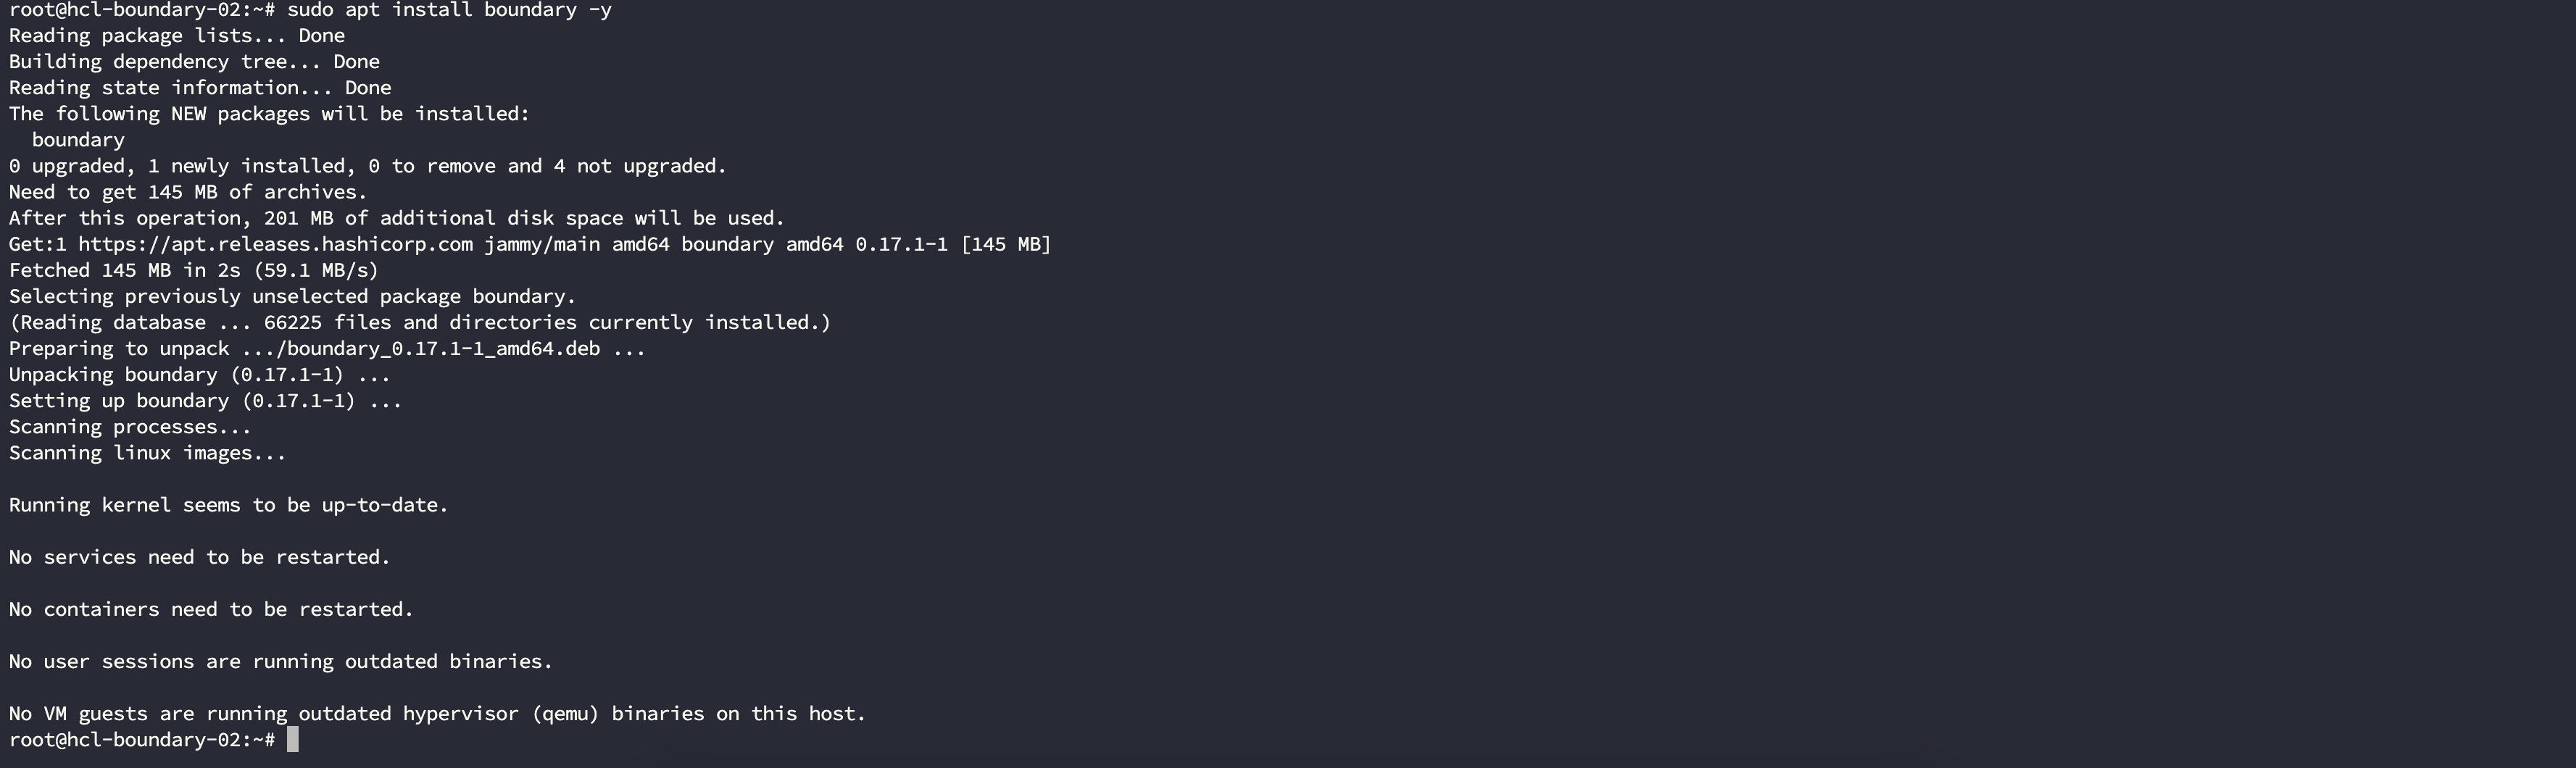 root@hcl-boundary-02:~# sudo apt install boundary -y
Reading package lists... Done
Building dependency tree... Done
Reading state information... Done
The following NEW packages will be installed:
  boundary
0 upgraded, 1 newly installed, 0 to remove and 4 not upgraded.
Need to get 145 MB of archives.
After this operation, 201 MB of additional disk space will be used.
Get:1 https://apt.releases.hashicorp.com jammy/main amd64 boundary amd64 0.17.1-1 [145 MB]
Fetched 145 MB in 2s (59.1 MB/s)
Selecting previously unselected package boundary.
(Reading database ... 66225 files and directories currently installed.)
Preparing to unpack .../boundary_0.17.1-1_amd64.deb ...
Unpacking boundary (0.17.1-1) ...
Setting up boundary (0.17.1-1) ...
Scanning processes...
Scanning linux images...

Running kernel seems to be up-to-date.

No services need to be restarted.

No containers need to be restarted.

No user sessions are running outdated binaries.

No VM guests are running outdated hypervisor (qemu) binaries on this host.
root@hcl-boundary-02:~#